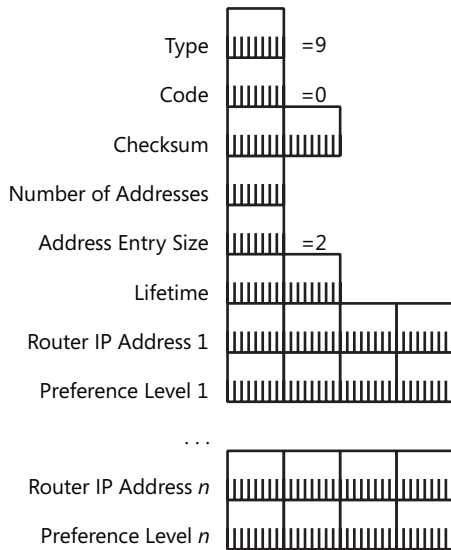 Type =9
Code =0
Checksum
Number of Addresses
Address Entry Size =2
Lifetime
Router IP Address 1
Preference Level 1
...
Router IP Address n
Preference Level n